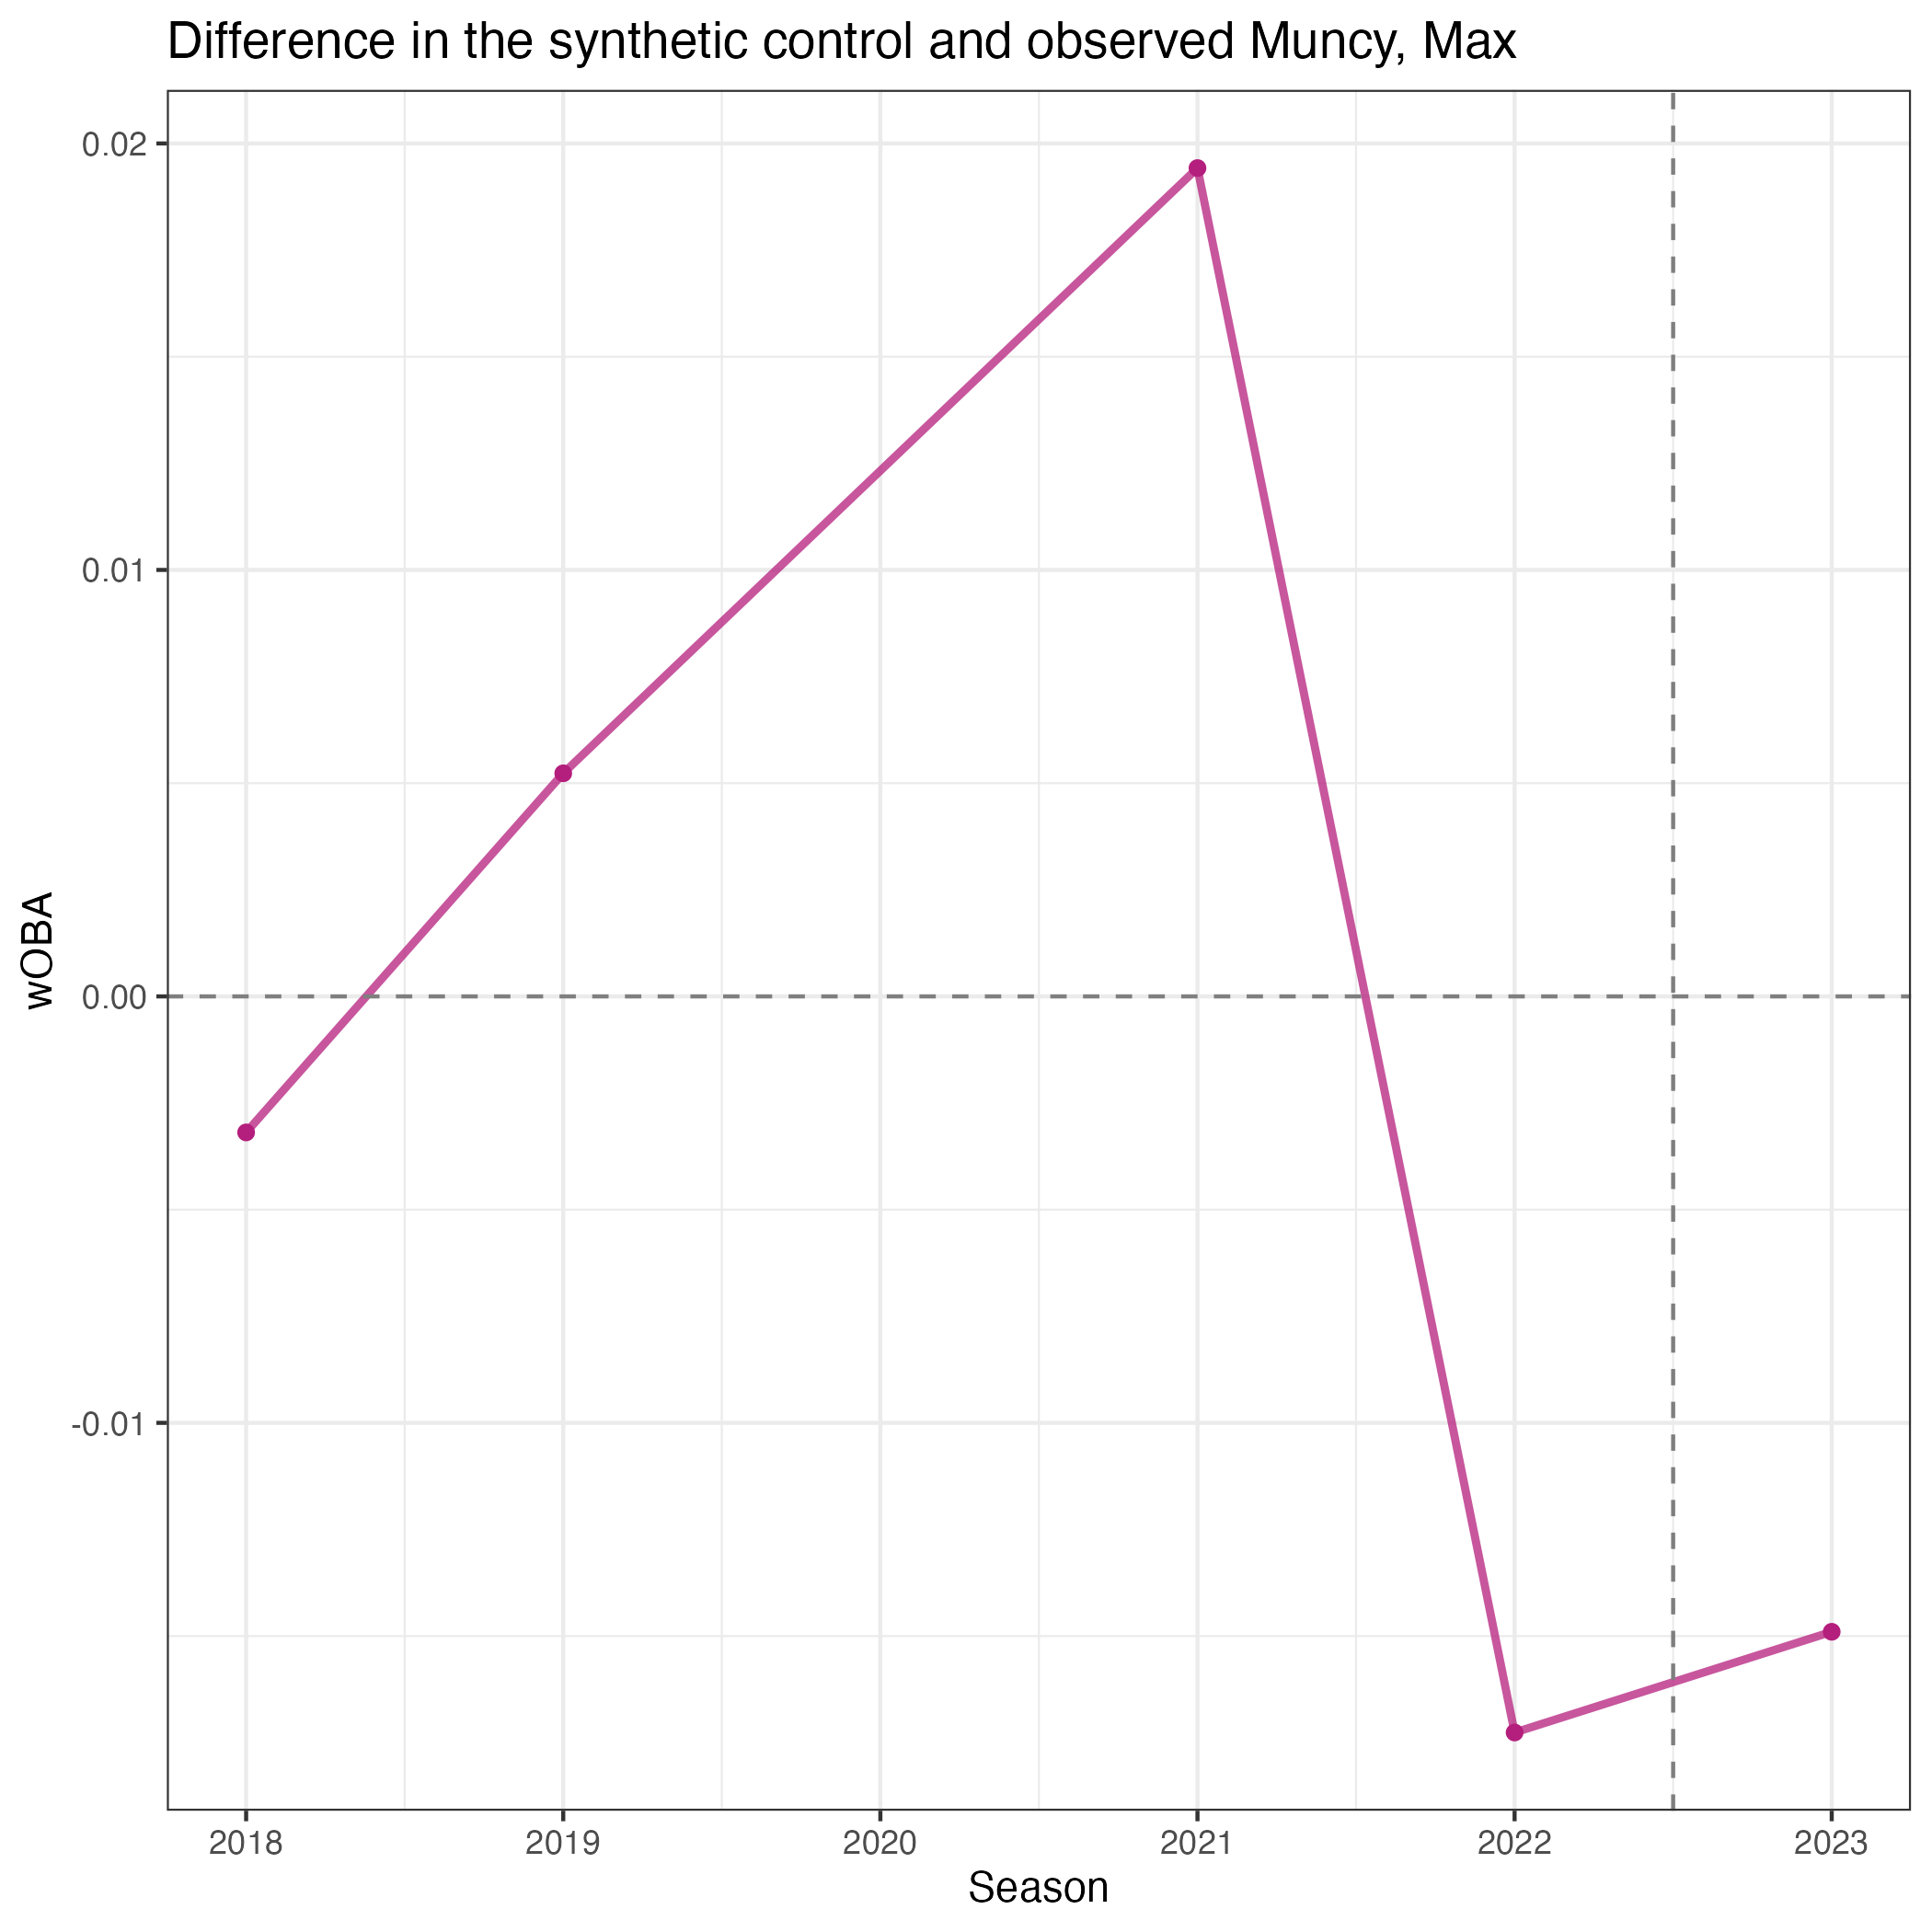 Difference in the synthetic control and observed Muncy, Max
0.02
0.01
0.00
-0.01
wOBA
2018 2019 2020 2021 2022 2023
Season